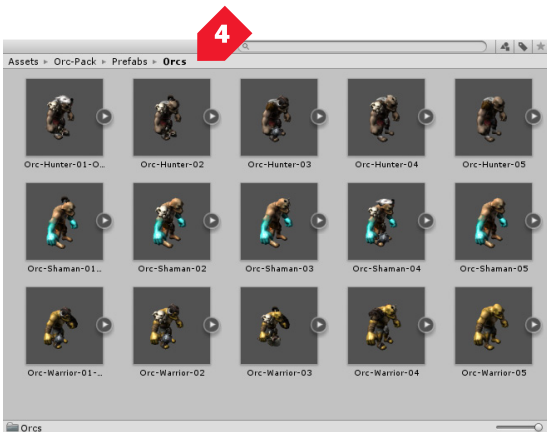 4
Assets ▸ Orc-Pack ▸ Prefabs ▸ Orcs
Orc-Hunter-01-O... Orc-Hunter-02 Orc-Hunter-03 Orc-Hunter-04 Orc-Hunter-05
Orc-Shaman-01... Orc-Shaman-02 Orc-Shaman-03 Orc-Shaman-04 Orc-Shaman-05
Orc-Warrior-01-... Orc-Warrior-02 Orc-Warrior-03 Orc-Warrior-04 Orc-Warrior-05
Orcs